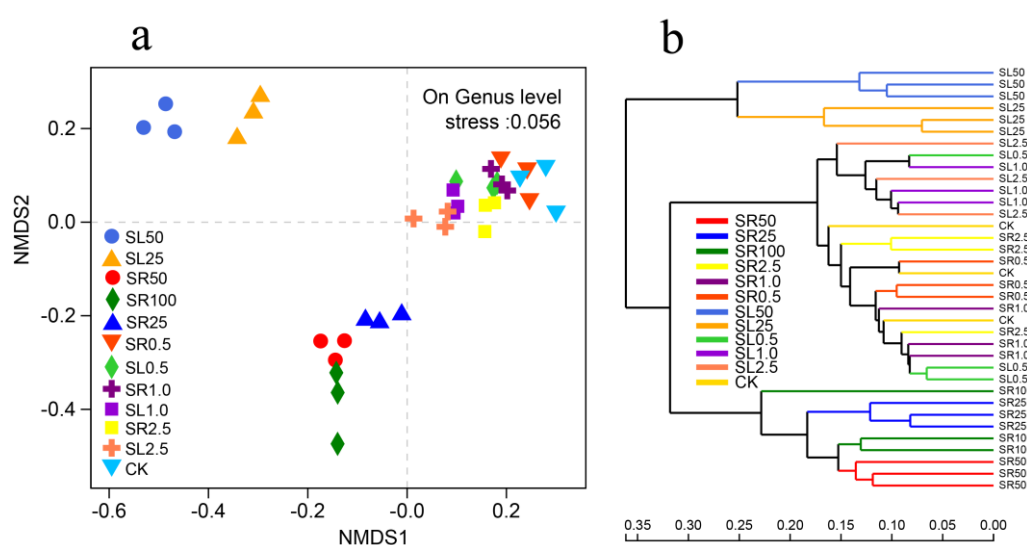 a
On Genus level
stress :0.056
NMDS2
0.2
0.0
-0.2
-0.4
SL50
SL25
SR50
SR100
SR25
SR0.5
SL0.5
SR1.0
SL1.0
SR2.5
SL2.5
CK
-0.6
-0.4
-0.2
-0.0
0.2
NMDS1
b
SR50
SR25
SR100
SR2.5
SR1.0
SR0.5
SL50
SL25
SL0.5
SL1.0
SL2.5
CK
SL50
SL50
SL50
SL25
SL25
SL25
SL2.5
SL0.5
SL1.0
SL2.5
SL1.0
SL1.0
SL2.5
CK
SR2.5
SR2.5
SR0.5
CK
SR0.5
SR0.5
SR1.0
CK
SR2.5
SR1.0
SR1.0
SL0.5
SL0.5
SR10
SR25
SR25
SR25
SR10
SR10
SR50
SR50
SR50
0.35
0.30
0.25
0.20
0.15
0.10
0.05
0.00